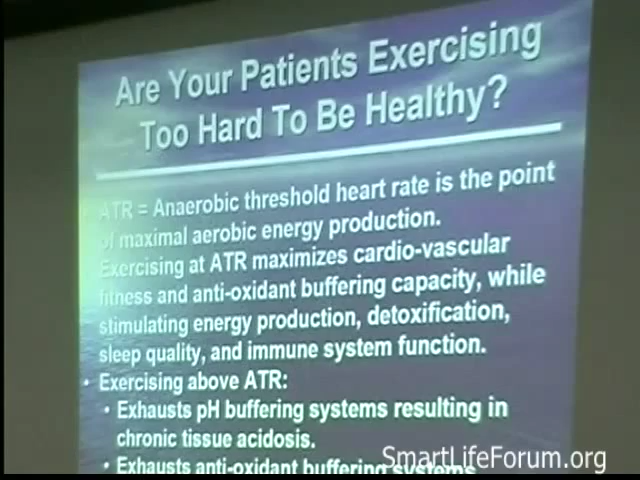 Are Your Patients Exercising
Too Hard To Be Healthy?
ATR = Anaerobic threshold heart rate is the point
of maximal aerobic energy production.
Exercising at ATR maximizes cardio-vascular
fitness and anti-oxidant buffering capacity, while
stimulating energy production, detoxification,
sleep quality, and immune system function.
• Exercising above ATR:
• Exhausts pH buffering systems resulting in
chronic tissue acidosis.
• Exhausts anti-oxidant buffering systems
SmartLifeForum.org